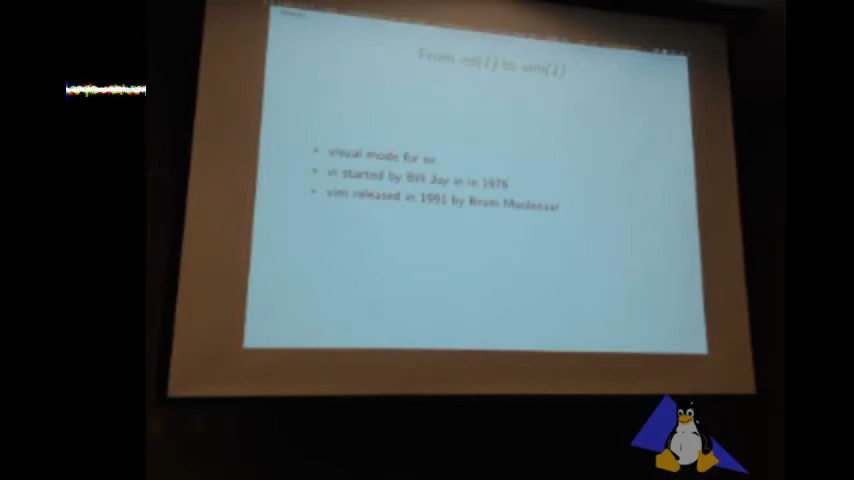 From ed(1) to vim(1)
visual mode for ex
vi started by Bill Joy in in 1976
vim released in 1991 by Bram Moolenaar